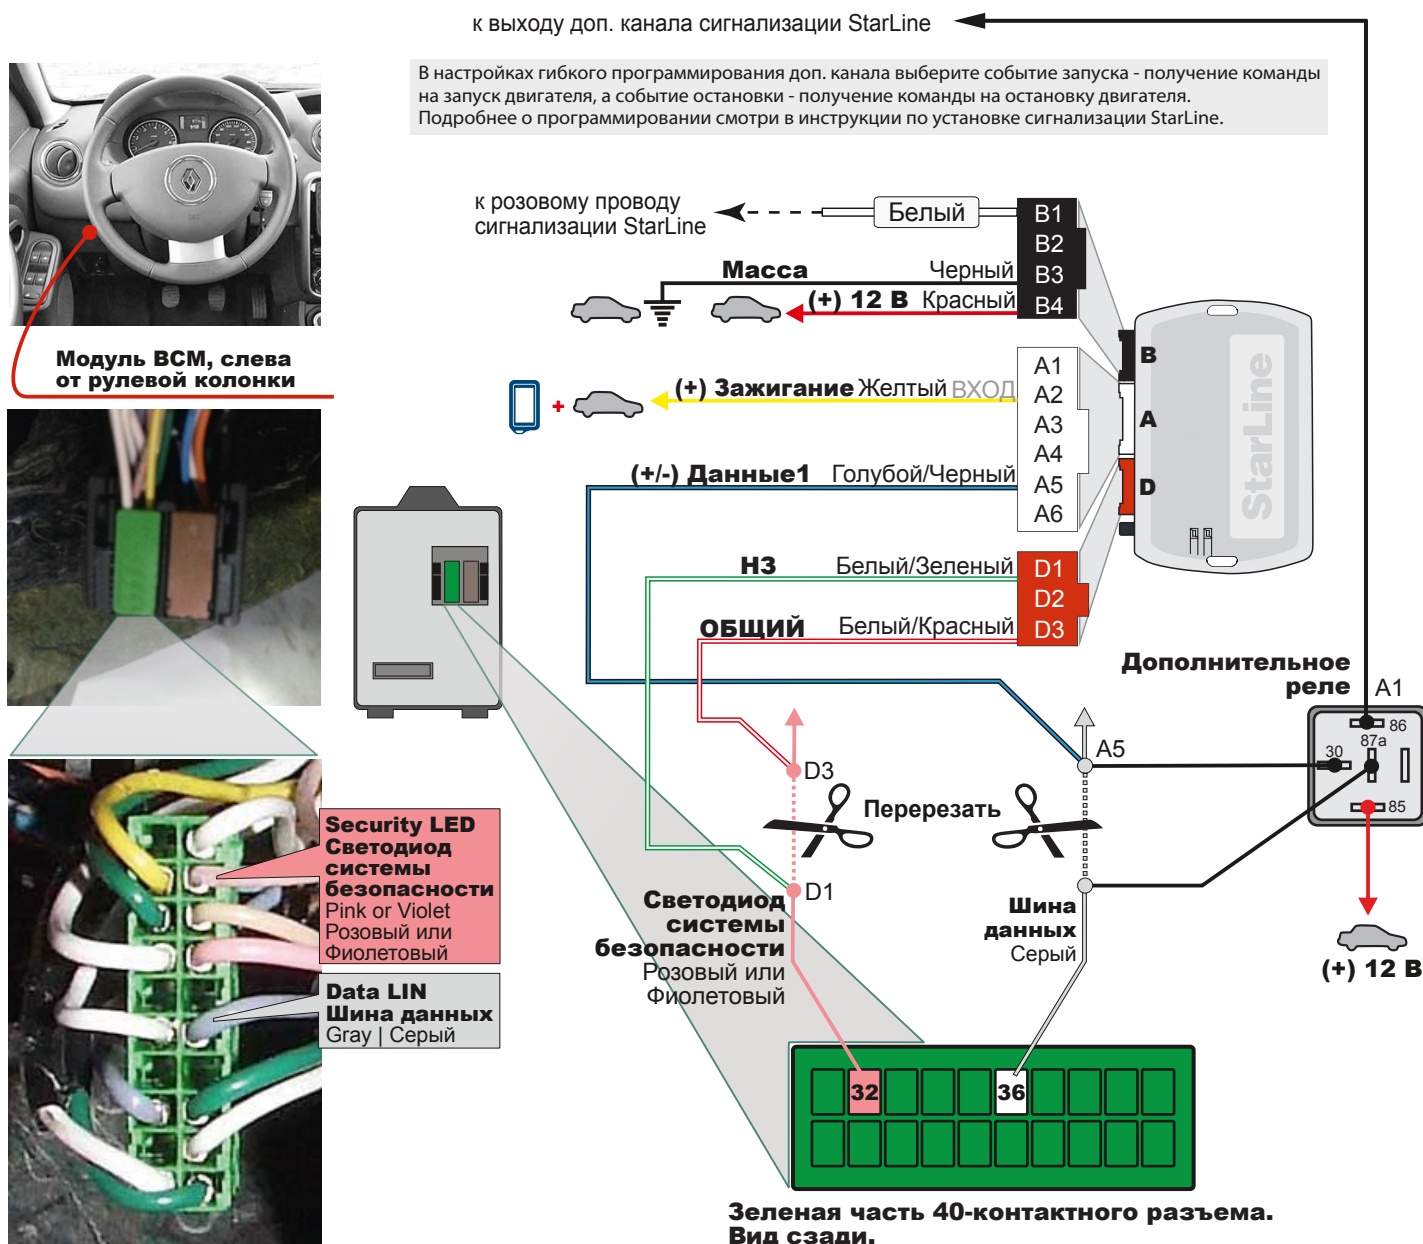 к выходу доп. канала сигнализации StarLine
В настройках гибкого программирования доп. канала выберите событие запуска - получение команды
на запуск двигателя, а событие остановки - получение команды на остановку двигателя.
Подробнее о программировании смотри в инструкции по установке сигнализации StarLine.
к розовому проводу
сигнализации StarLine
Белый
B1
B2
B3
B4
Масса
Черный
(+) 12 В Красный
Модуль BCM, слева
от рулевой колонки
(+) Зажигание Желтый ВХОД
A1
A2
A3
A4
A5
A6
(+/-) Данные1 Голубой/Черный
B
A
D
StarLine
НЗ Белый/Зеленый
D1
D2
D3
ОБЩИЙ Белый/Красный
Дополнительное
реле
A1
86
87a
30
85
(+) 12 В
D3
A5
Перерезать
D1
Светодиод
системы
безопасности
Розовый или
Фиолетовый
Шина
данных
Серый
Security LED
Светодиод
системы
безопасности
Pink or Violet
Розовый или
Фиолетовый
Data LIN
Шина данных
Gray | Серый
32
36
Зеленая часть 40-контактного разъема.
Вид сзади.